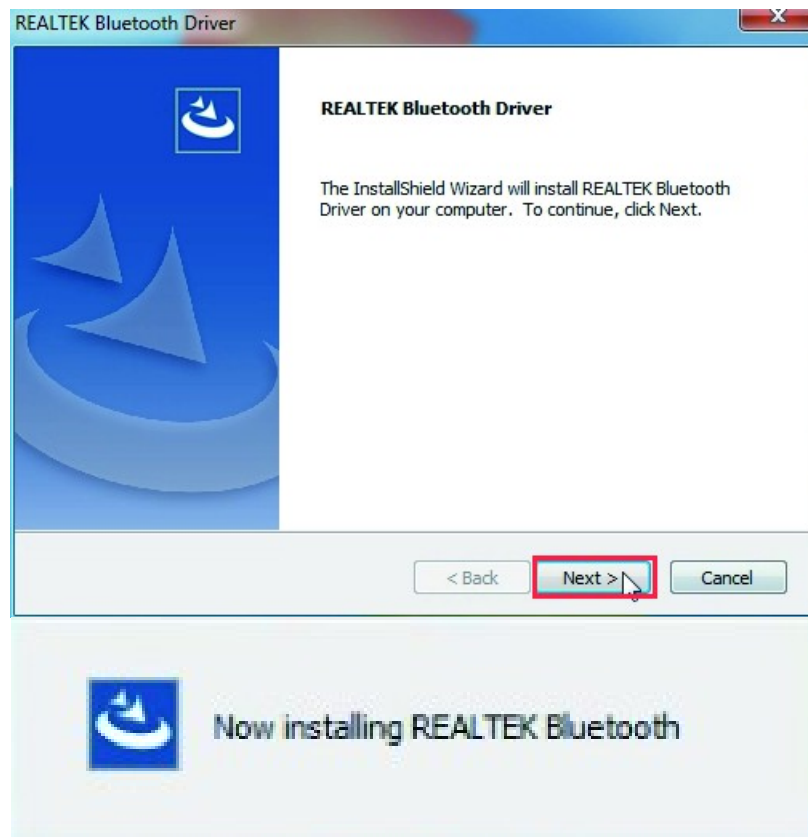 REALTEK Bluetooth Driver
REALTEK Bluetooth Driver
The InstallShield Wizard will install REALTEK Bluetooth
Driver on your computer. To continue, click Next.
< Back Next > Cancel
Now installing REALTEK Bluetooth